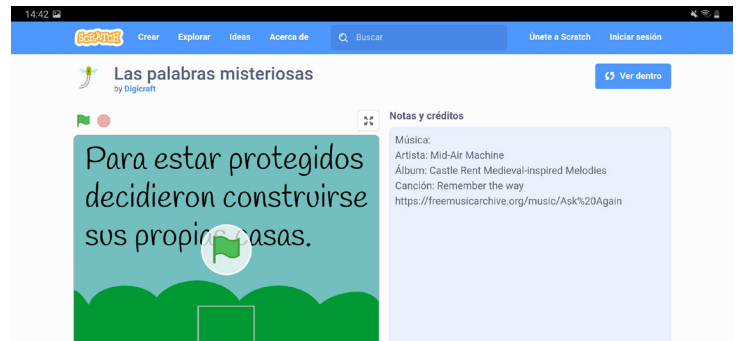 14:42
SCRATCH Crear Explorar Ideas Acerca de Buscar Únete a Scratch Iniciar sesión
Las palabras misteriosas
by Digicraft
Ver dentro
Para estar protegidos
decidieron construirse
sus propias casas.
Notas y créditos
Música:
Artista: Mid-Air Machine
Álbum: Castle Rent Medieval-inspired Melodies
Canción: Remember the way
https://freemusicarchive.org/music/Ask%20Again